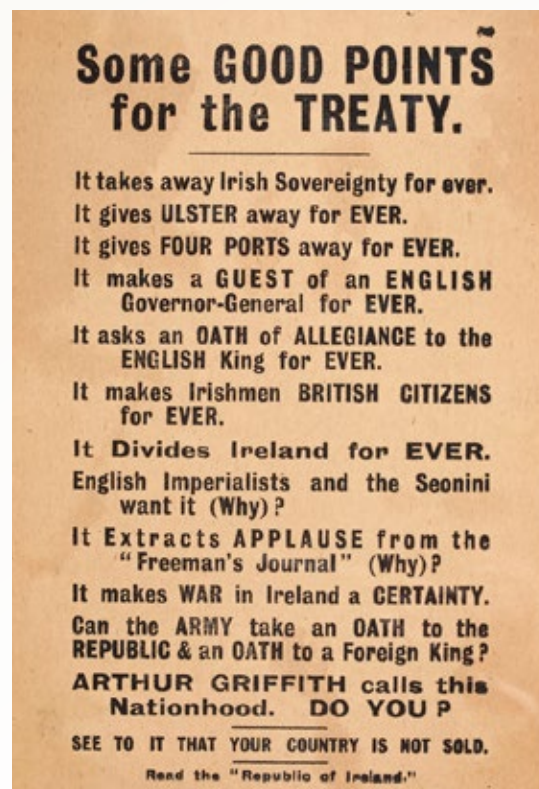 Some GOOD POINTS
for the TREATY.
It takes away Irish Sovereignty for ever.
It gives ULSTER away for EVER.
It gives FOUR PORTS away for EVER.
It makes a GUEST of an ENGLISH
Governor-General for EVER.
It asks an OATH of ALLEGIANCE to the
ENGLISH King for EVER.
It makes Irishmen BRITISH CITIZENS
for EVER.
It Divides Ireland for EVER.
English Imperialists and the Seonini
want it (Why)?
It Extracts APPLAUSE from the
"Freeman's Journal" (Why)?
It makes WAR in Ireland a CERTAINTY.
Can the ARMY take an OATH to the
REPUBLIC & an OATH to a Foreign King?
ARTHUR GRIFFITH calls this
Nationhood. DO YOU?
SEE TO IT THAT YOUR COUNTRY IS NOT SOLD.
Read the "Republic of Ireland."